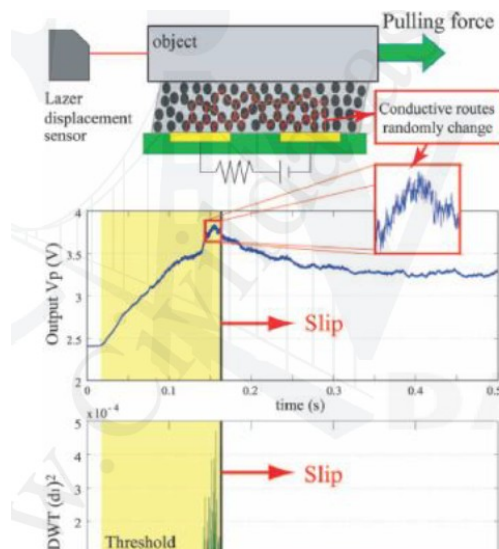 Pulling force
object
Lazer
displacement
sensor
Conductive routes
randomly change
4
3.5
3
2.5
2
Output Vp (V)
Slip
0
0.1
0.2
0.3
0.4
0.5
time (s)
×10⁻⁴
5
4
3
2
DWT (d₁)²
Slip
Threshold